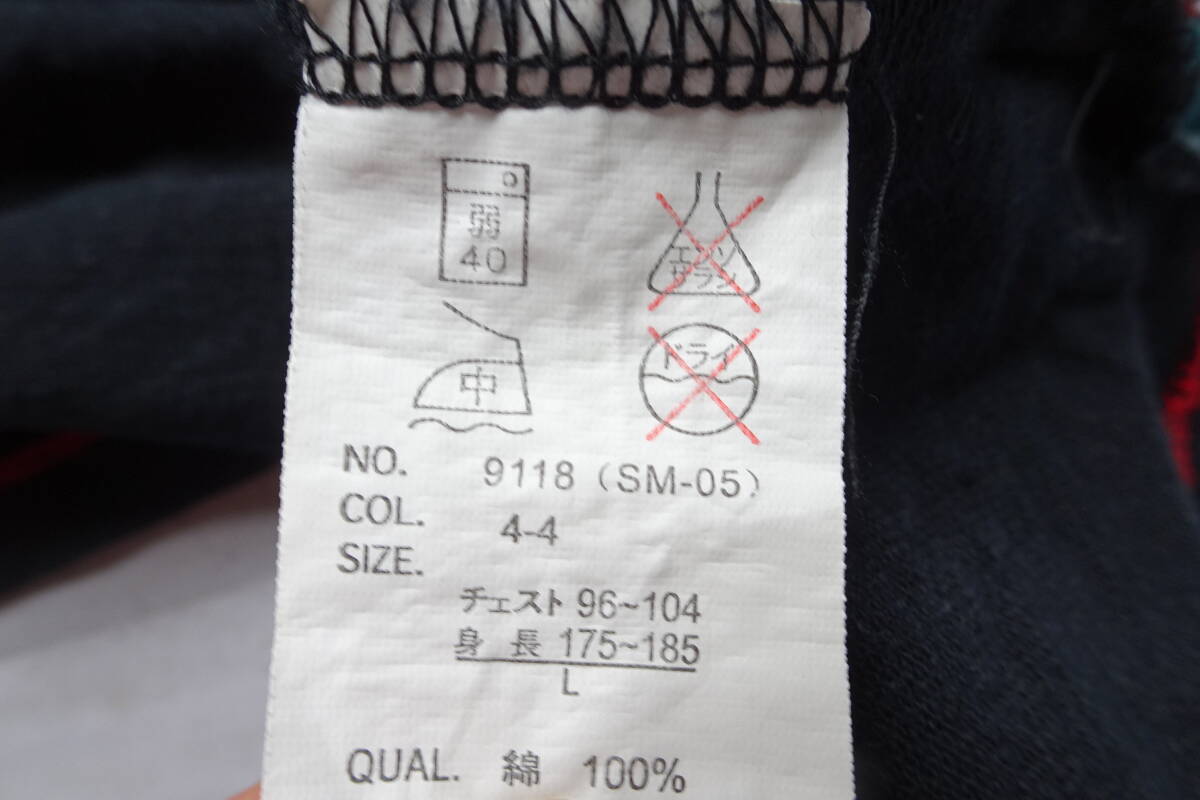 弱
40
エンソ
サラシ
中
ドライ
NO. 9118 (SM-05)
COL. 4-4
SIZE.
チェスト 96~104
身長 175~185
L
QUAL. 綿 100%